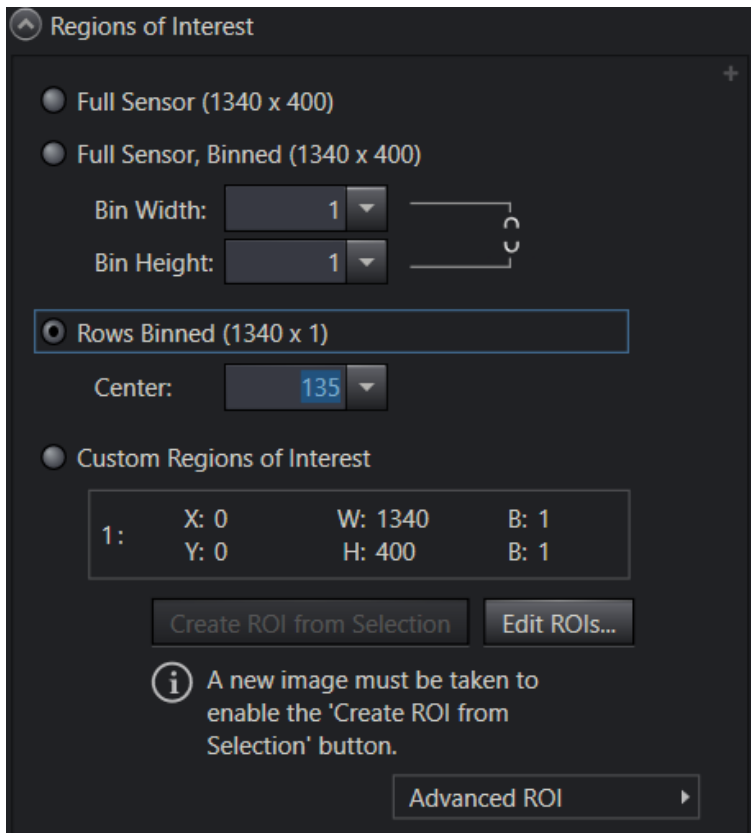 Regions of Interest
Full Sensor (1340 x 400)
Full Sensor, Binned (1340 x 400)
Bin Width: 1
Bin Height: 1
Rows Binned (1340 x 1)
Center: 135
Custom Regions of Interest
1: X: 0 W: 1340 B: 1
Y: 0 H: 400 B: 1
Create ROI from Selection Edit ROIs...
A new image must be taken to
enable the 'Create ROI from
Selection' button.
Advanced ROI